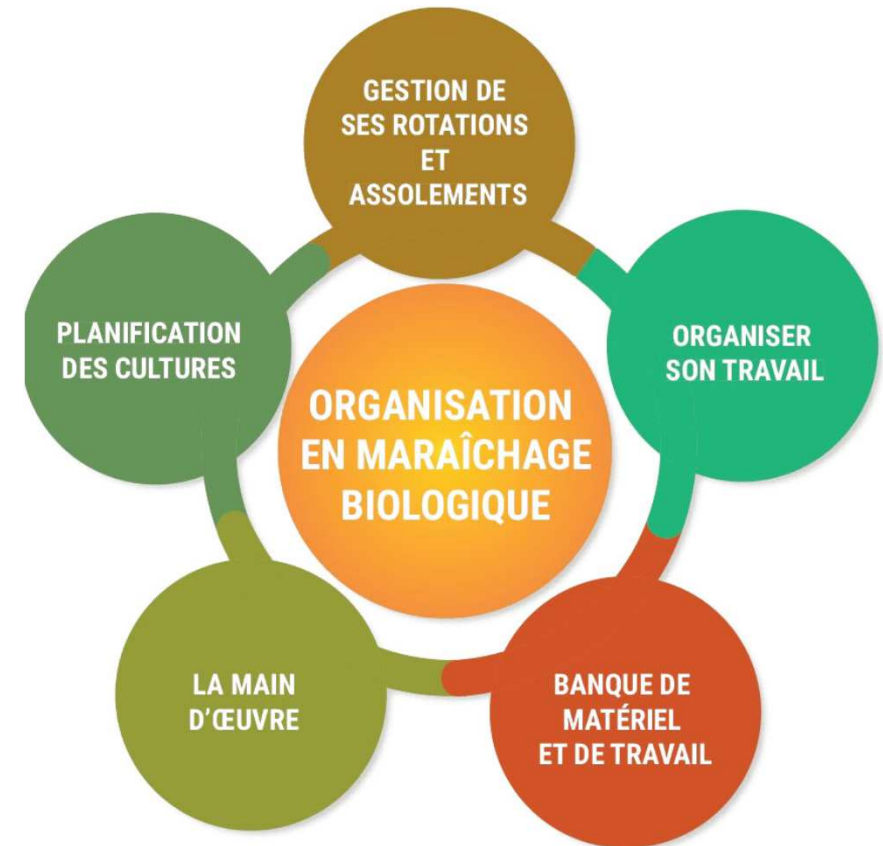 GESTION DE
SES ROTATIONS
ET
ASSOLEMENTS
PLANIFICATION
DES CULTURES
ORGANISER
SON TRAVAIL
ORGANISATION
EN MARAÎCHAGE
BIOLOGIQUE
LA MAIN
D'ŒUVRE
BANQUE DE
MATÉRIEL
ET DE TRAVAIL